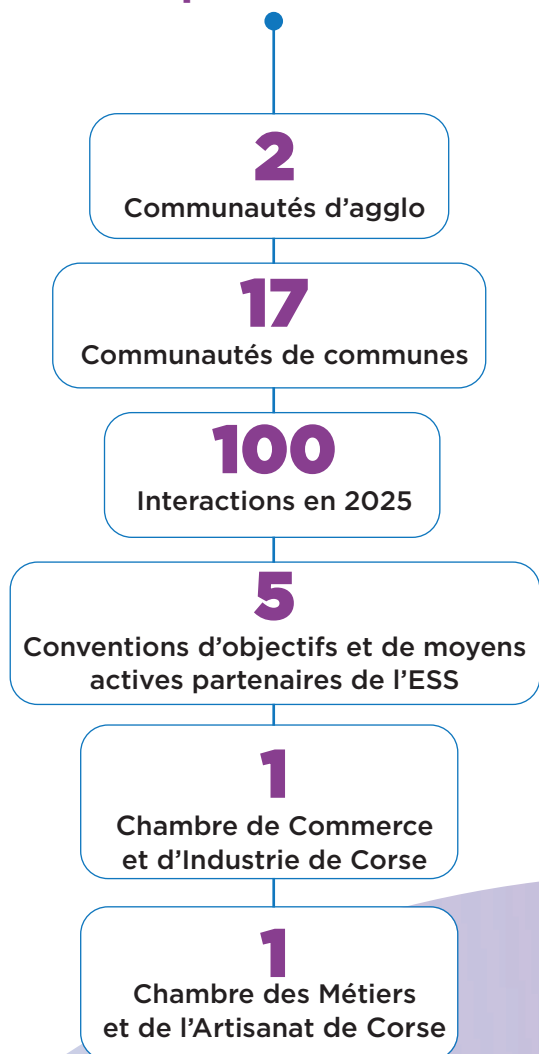 2
Communautés d'agglo
17
Communautés de communes
100
Interactions en 2025
5
Conventions d'objectifs et de moyens
actives partenaires de l'ESS
1
Chambre de Commerce
et d'Industrie de Corse
1
Chambre des Métiers
et de l'Artisanat de Corse